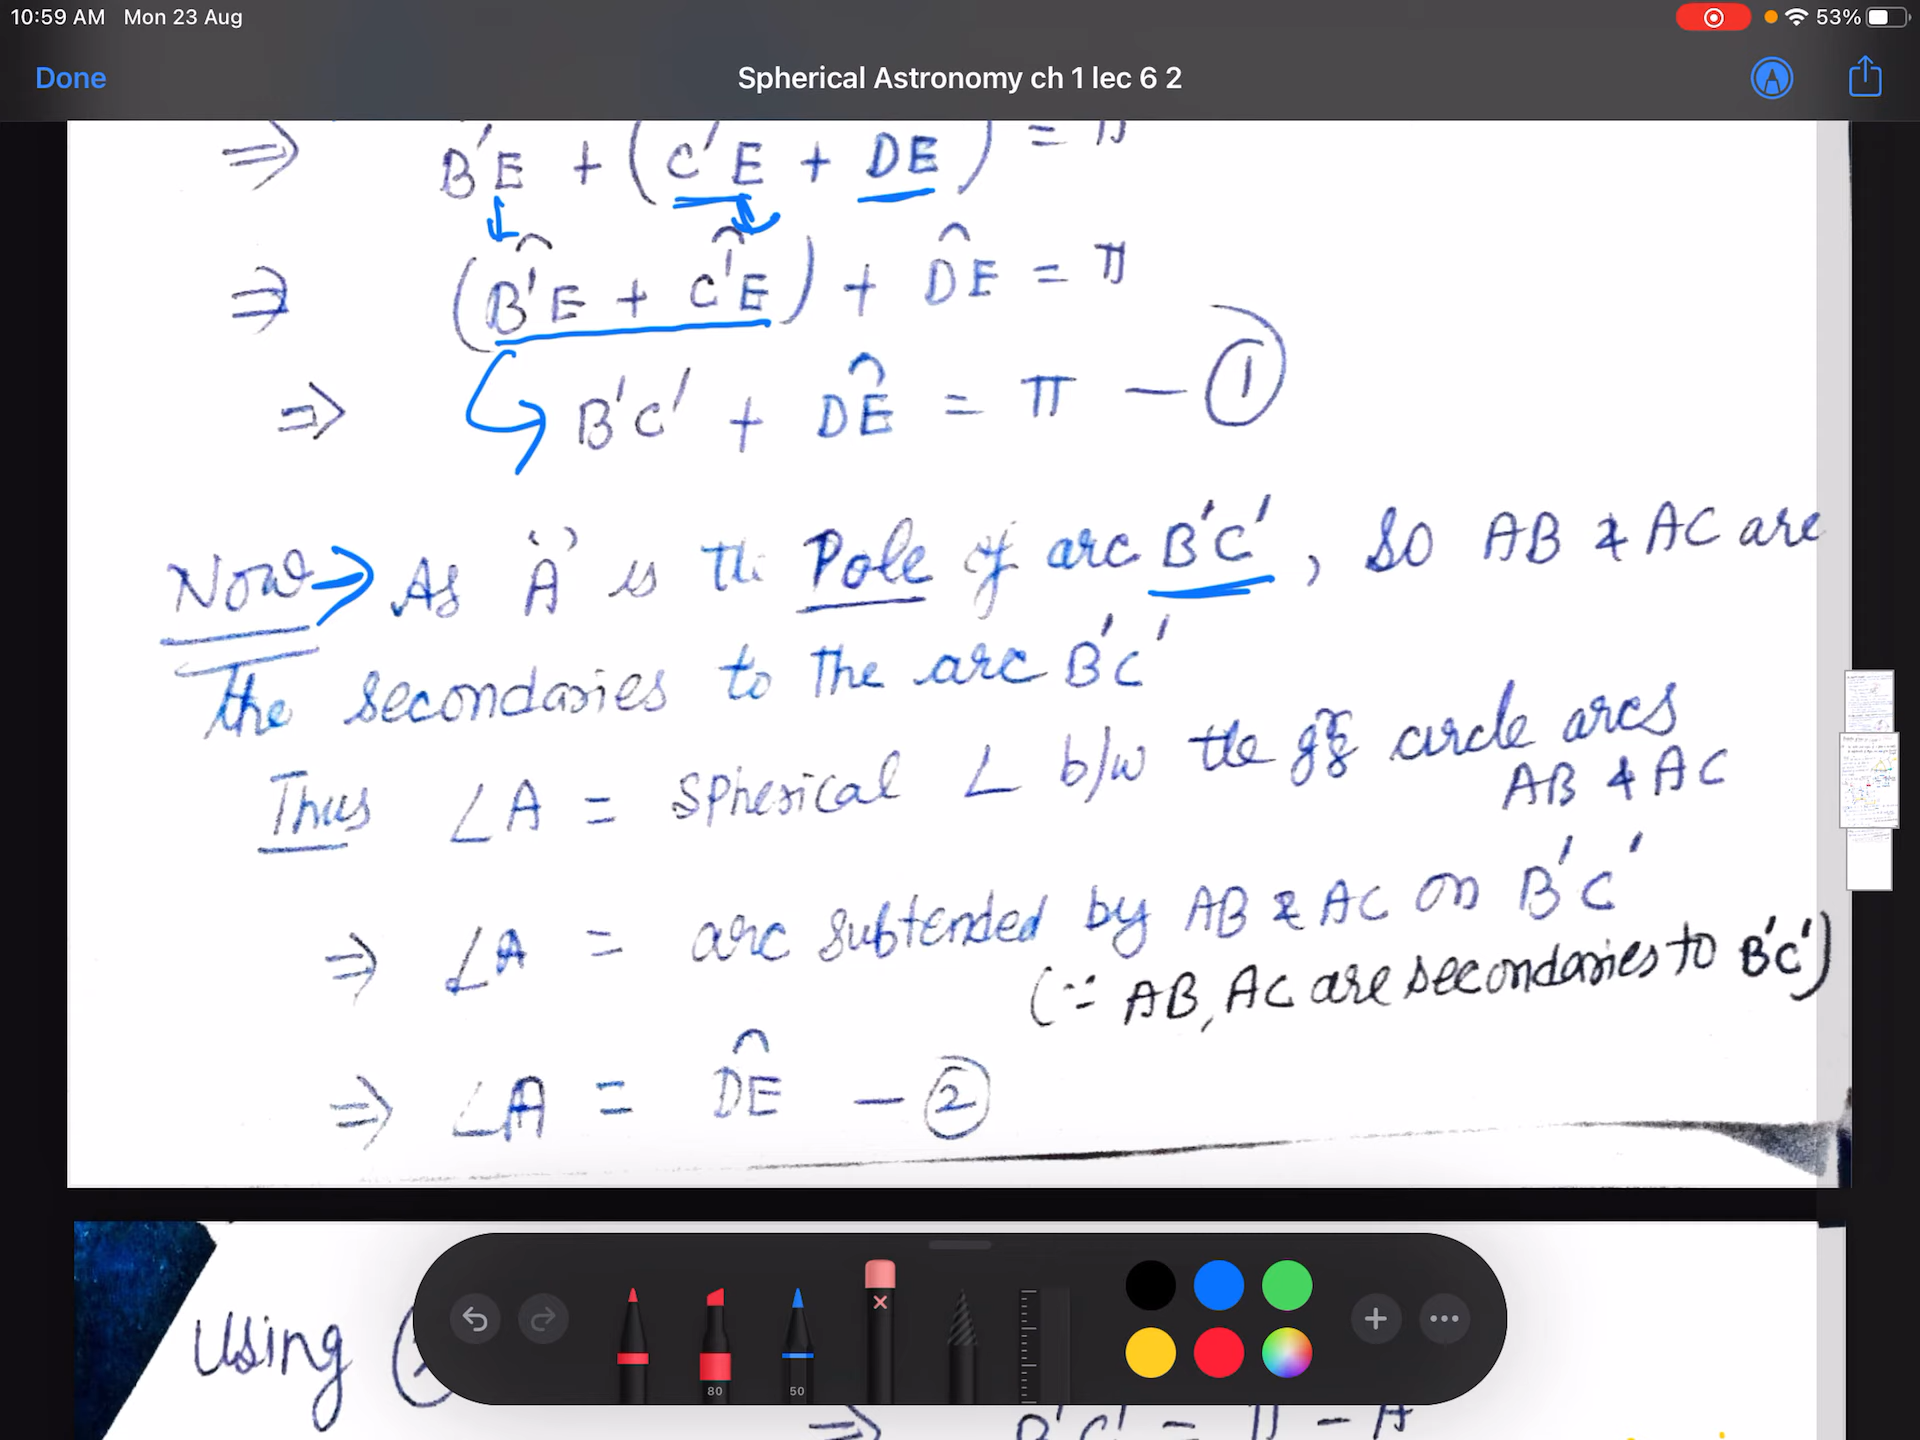 10:59 AM Mon 23 Aug
53%
Done
Spherical Astronomy ch 1 lec 6 2
⇒ B'E + (C'E + DE) = π
⇒ (B'E + C'E) + DE = π
⇒ B'C' + DE = π — ①
Now → As 'A' is the Pole of arc B'C', So AB & AC are
the secondaries to the arc B'C'
Thus ∠A = Spherical ∠ b/w the circle arcs
AB & AC
⇒ ∠A = arc subtended by AB & AC on B'C'
(∵ AB, AC are secondaries to B'C')
⇒ ∠A = DE — ②
Using
80
50
⇒ B'C' = π - A